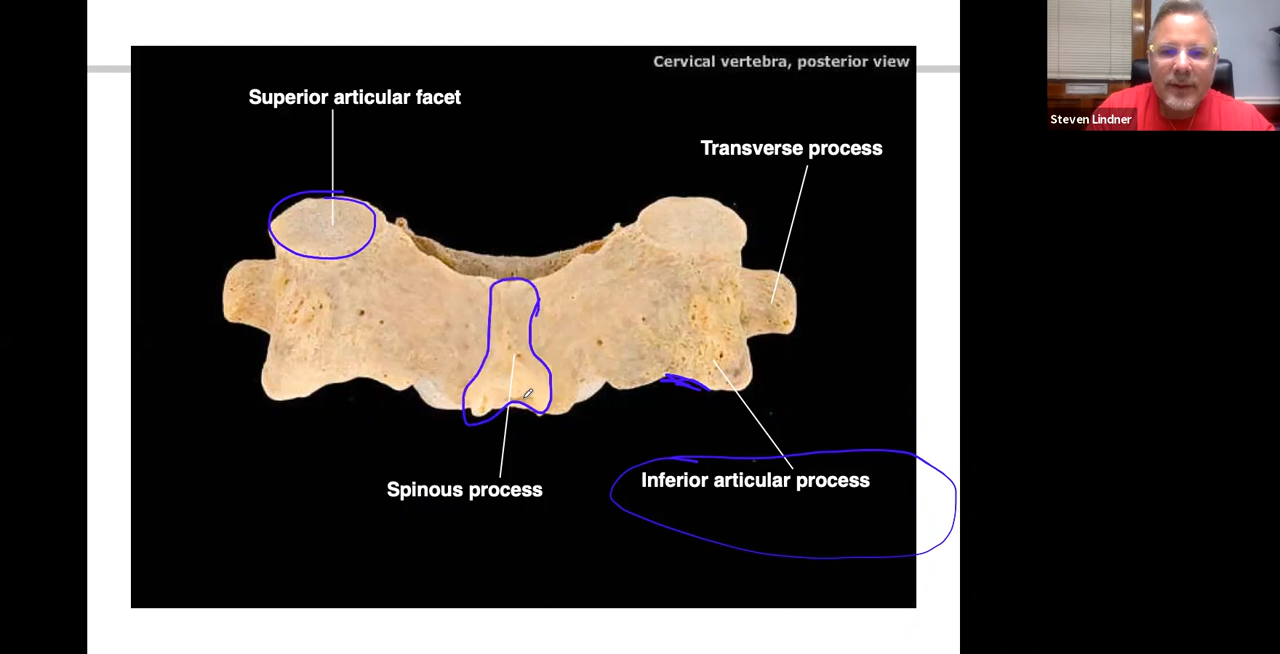 Cervical vertebra, posterior view
Superior articular facet
Steven Lindner
Transverse process
Inferior articular process
Spinous process